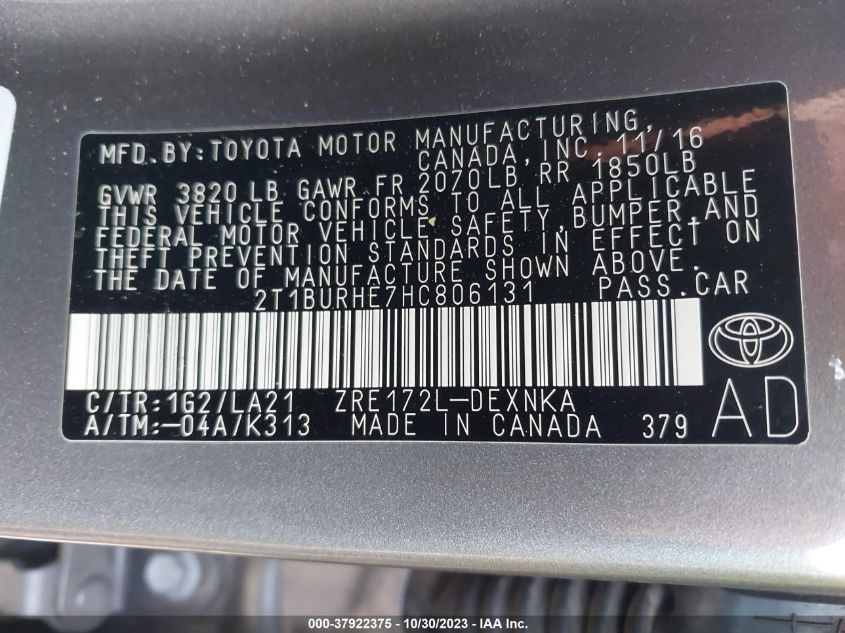 MFD. BY: TOYOTA MOTOR MANUFACTURING,
CANADA, INC. 11/16
GVWR 3820 LB GAWR FR 2070LB RR 1850LB
THIS VEHICLE CONFORMS TO ALL APPLICABLE
FEDERAL MOTOR VEHICLE SAFETY, BUMPER, AND
THEFT PREVENTION STANDARDS IN EFFECT ON
THE DATE OF MANUFACTURE SHOWN ABOVE.
2T1BURHE7HC806131 PASS. CAR
C/TR: 1G2/LA21 ZRE172L-DEXNKA
A/TM: -04A/K313 MADE IN CANADA 379
AD
000-37922375 | 10/30/2023 - IAA Inc.